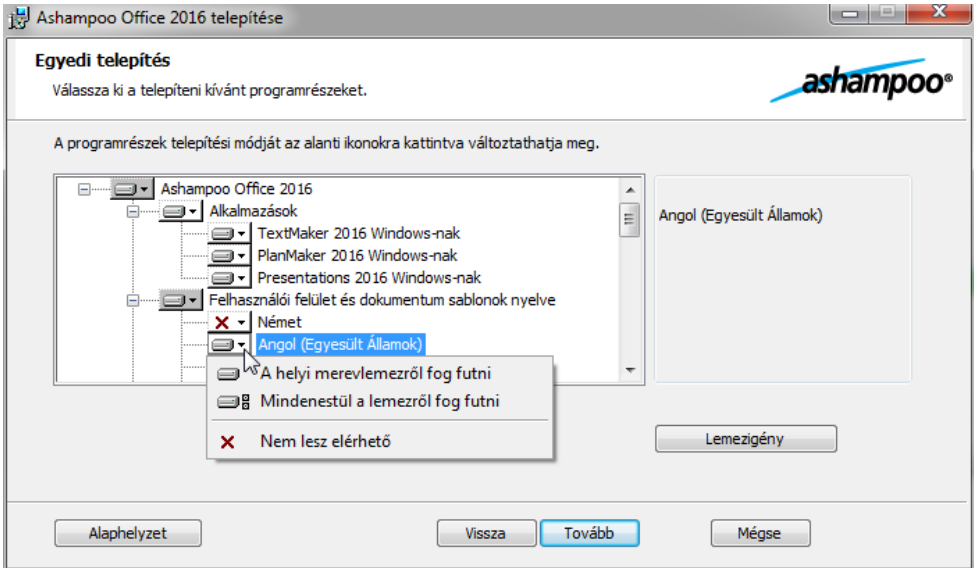 Ashampoo Office 2016 telepítése
Egyedi telepítés
Válassza ki a telepíteni kívánt programrészeket.
ashampoo®
A programrészek telepítési módját az alanti ikonokra kattintva változtathatja meg.
Ashampoo Office 2016
Alkalmazások
TextMaker 2016 Windows-nak
PlanMaker 2016 Windows-nak
Presentations 2016 Windows-nak
Felhasználói felület és dokumentum sablonok nyelve
Német
Angol (Egyesült Államok)
A helyi merevlemezről fog futni
Mindenestül a lemezről fog futni
Nem lesz elérhető
Angol (Egyesült Államok)
Lemezigény
Alaphelyzet
Vissza
Tovább
Mégse